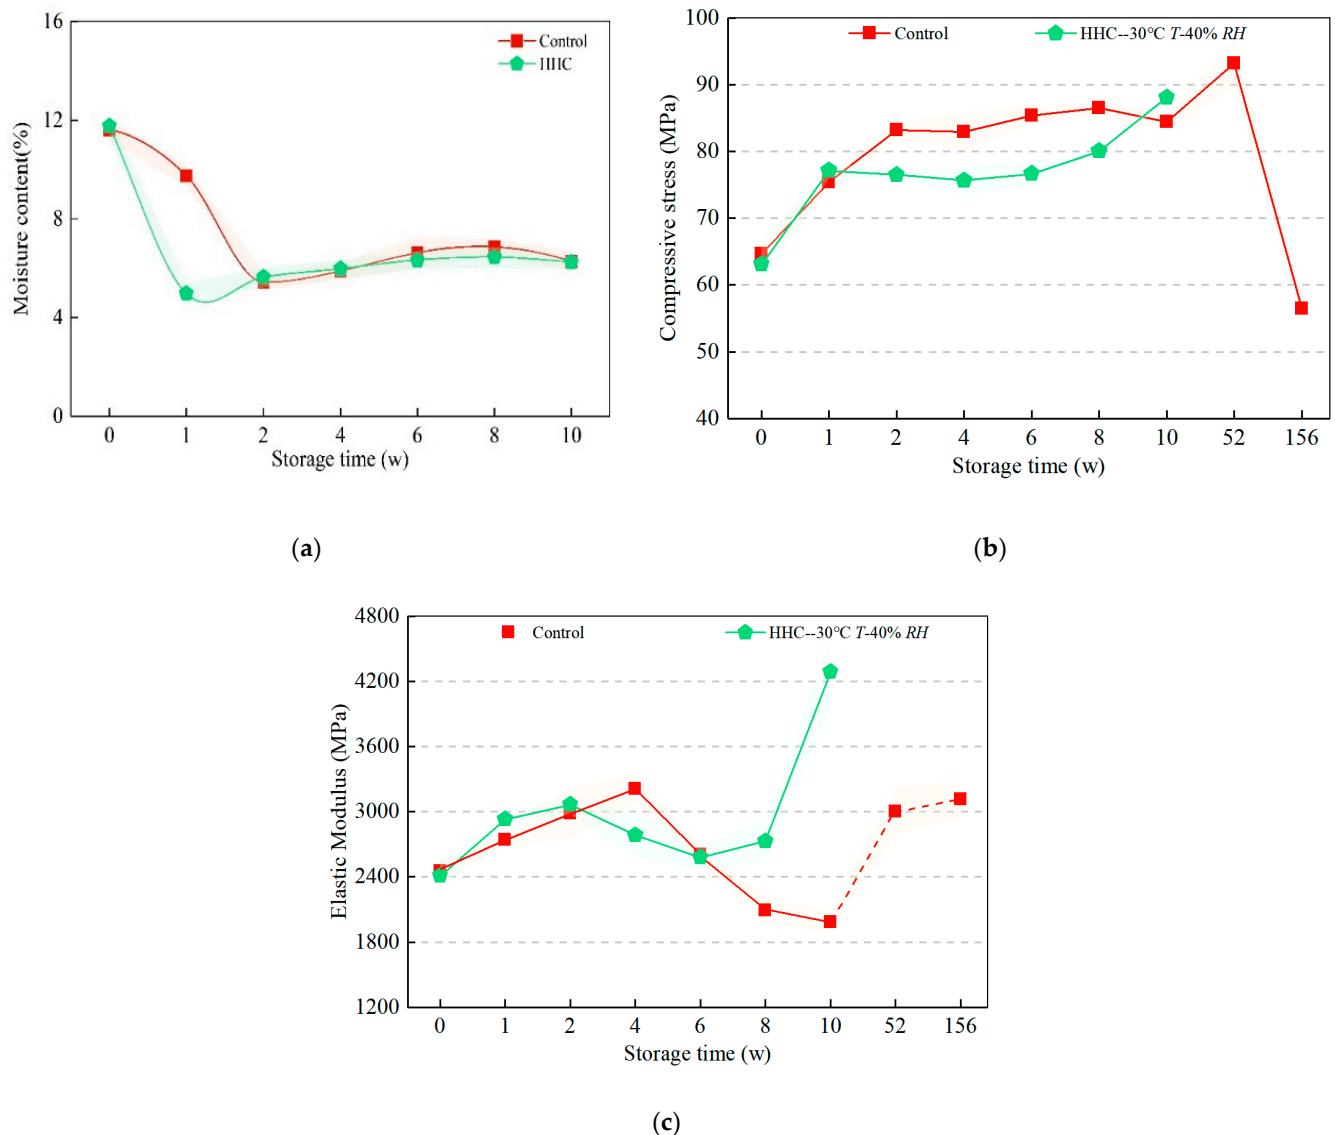 16
12
8
4
0
Moisture content(%)
Control
HHC
0 1 2 4 6 8 10
Storage time (w)
(a)
100
90
80
70
60
50
40
Compressive stress (MPa)
Control
HHC--30°C T-40% RH
0 1 2 4 6 8 10 52 156
Storage time (w)
(b)
4800
4200
3600
3000
2400
1800
1200
Elastic Modulus (MPa)
Control
HHC--30°C T-40% RH
0 1 2 4 6 8 10 52 156
Storage time (w)
(c)